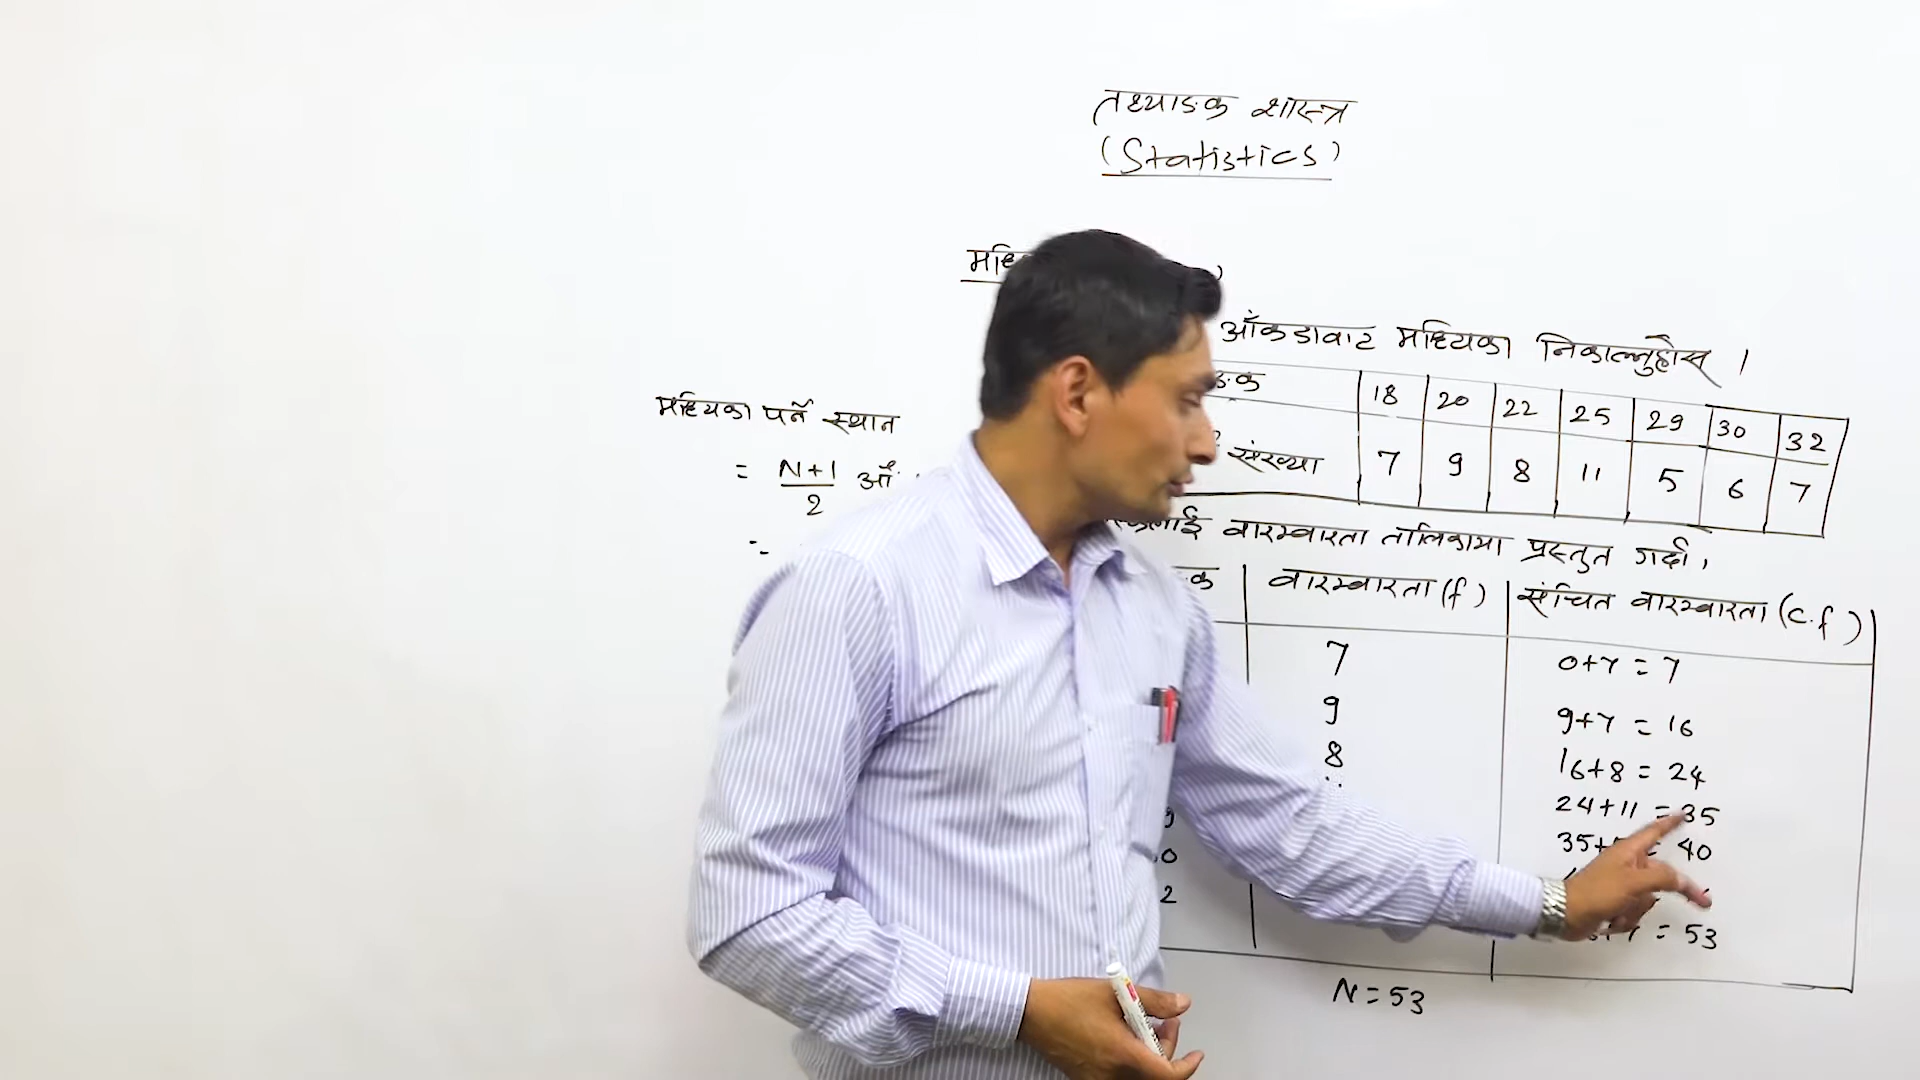 तथ्याङ्क शास्त्र
(Statistics)
आँकडावाट मध्यिका निकाल्नुहोस् ।
18 20 22 25 29 30 32
संख्या 7 9 8 11 5 6 7
मध्यिका पर्ने स्थान
= N+1/2 औं
=
वारम्वारता तालिकामा प्रस्तुत गर्दा,
वारम्वारता (f) संचित वारम्वारता (c.f)
7 0+7 = 7
9 9+7 = 16
8 16+8 = 24
24+11 = 35
35+ = 40
= 53
N = 53